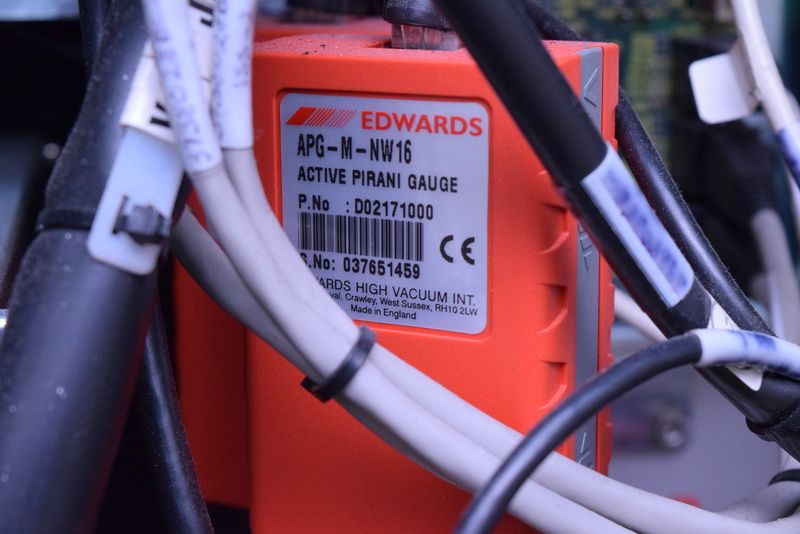 EDWARDS
APG-M-NW16
ACTIVE PIRANI GAUGE
P.No : D02171000
CE
S.No: 037651459
WARDS HIGH VACUUM INT.
Crawley, West Sussex, RH10 2LW
Made in England